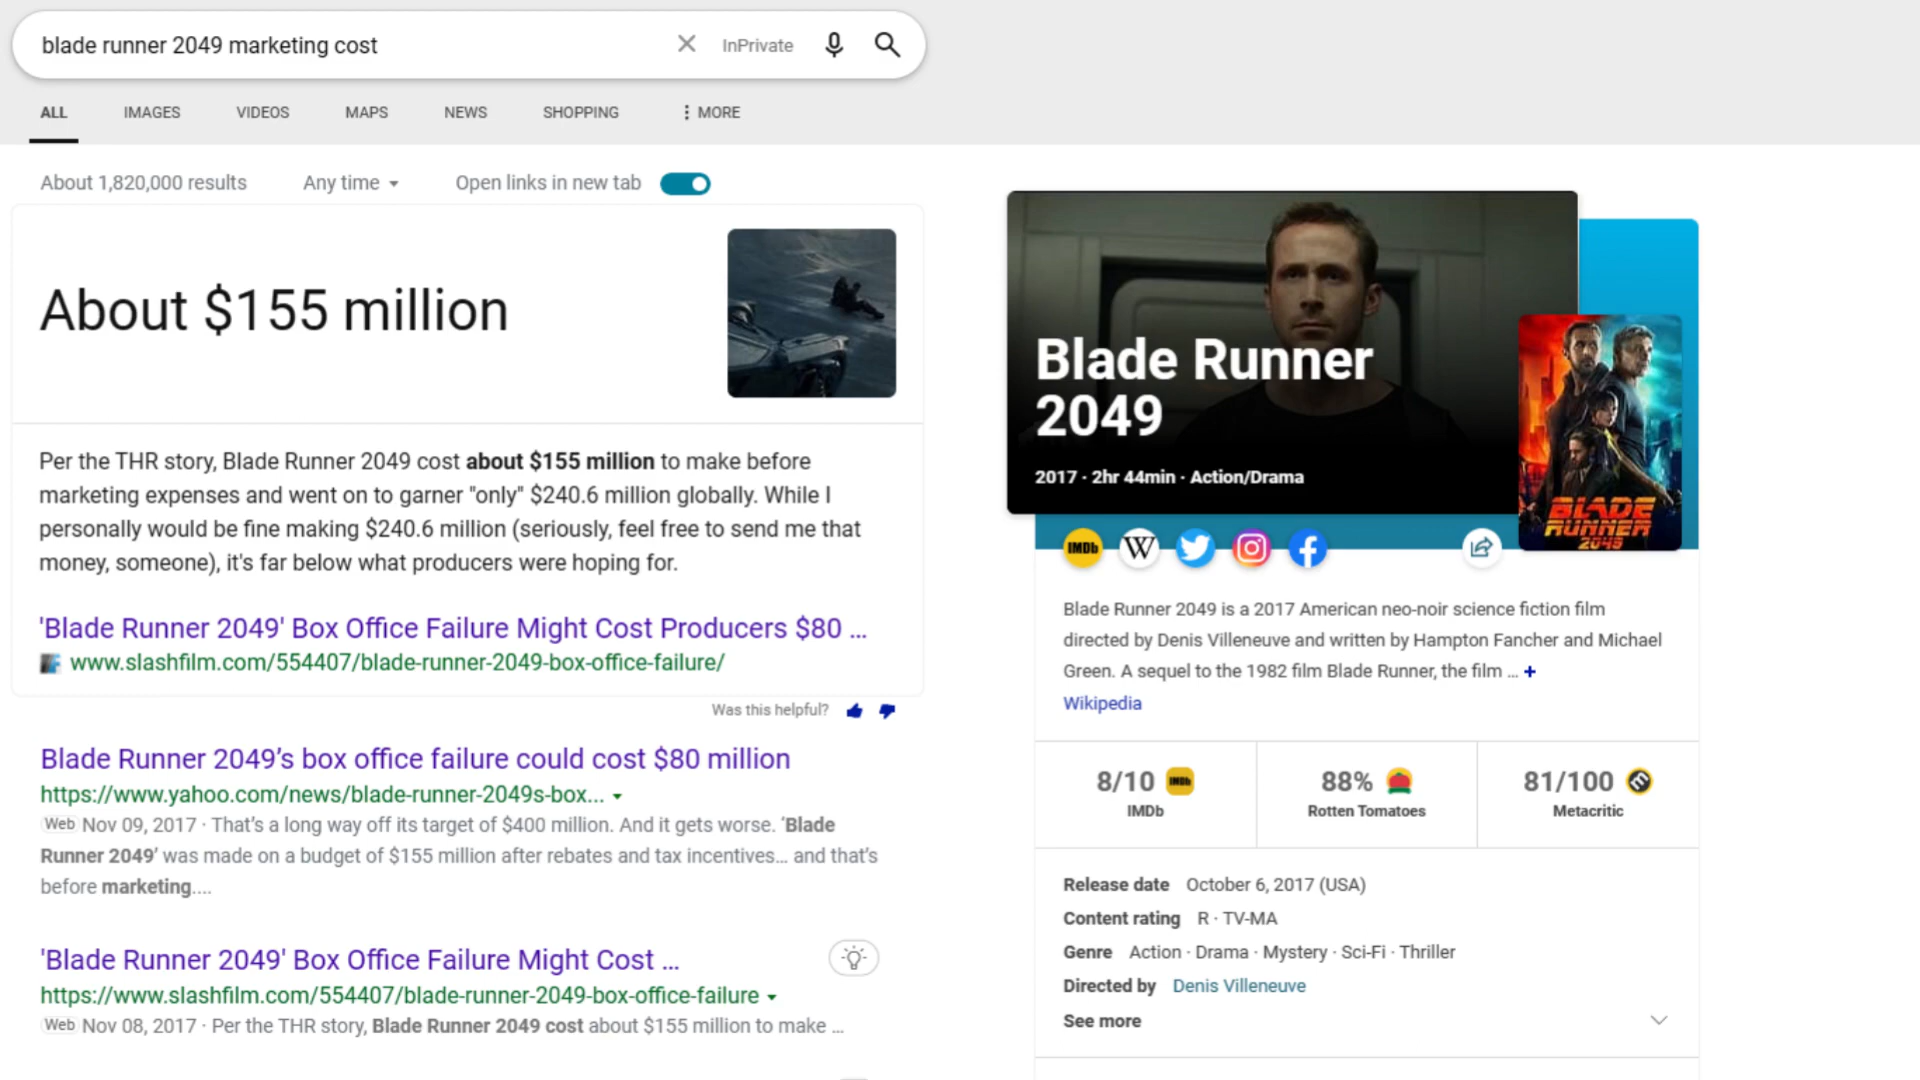 blade runner 2049 marketing cost
InPrivate
ALL
IMAGES
VIDEOS
MAPS
NEWS
SHOPPING
MORE
About 1,820,000 results
Any time
Open links in new tab
About $155 million
Per the THR story, Blade Runner 2049 cost about $155 million to make before
marketing expenses and went on to garner "only" $240.6 million globally. While I
personally would be fine making $240.6 million (seriously, feel free to send me that
money, someone), it's far below what producers were hoping for.
'Blade Runner 2049' Box Office Failure Might Cost Producers $80 ...
www.slashfilm.com/554407/blade-runner-2049-box-office-failure/
Was this helpful?
Blade Runner 2049's box office failure could cost $80 million
https://www.yahoo.com/news/blade-runner-2049s-box...
Web Nov 09, 2017 · That's a long way off its target of $400 million. And it gets worse. 'Blade
Runner 2049' was made on a budget of $155 million after rebates and tax incentives... and that's
before marketing....
'Blade Runner 2049' Box Office Failure Might Cost ...
https://www.slashfilm.com/554407/blade-runner-2049-box-office-failure
Web Nov 08, 2017 · Per the THR story, Blade Runner 2049 cost about $155 million to make ...
Blade Runner
2049
2017 · 2hr 44min · Action/Drama
BLADE
RUNNER
2049
IMDb
W
Blade Runner 2049 is a 2017 American neo-noir science fiction film
directed by Denis Villeneuve and written by Hampton Fancher and Michael
Green. A sequel to the 1982 film Blade Runner, the film ... +
Wikipedia
8/10 IMDb
IMDb
88%
Rotten Tomatoes
81/100
Metacritic
Release date October 6, 2017 (USA)
Content rating R · TV-MA
Genre Action · Drama · Mystery · Sci-Fi · Thriller
Directed by Denis Villeneuve
See more